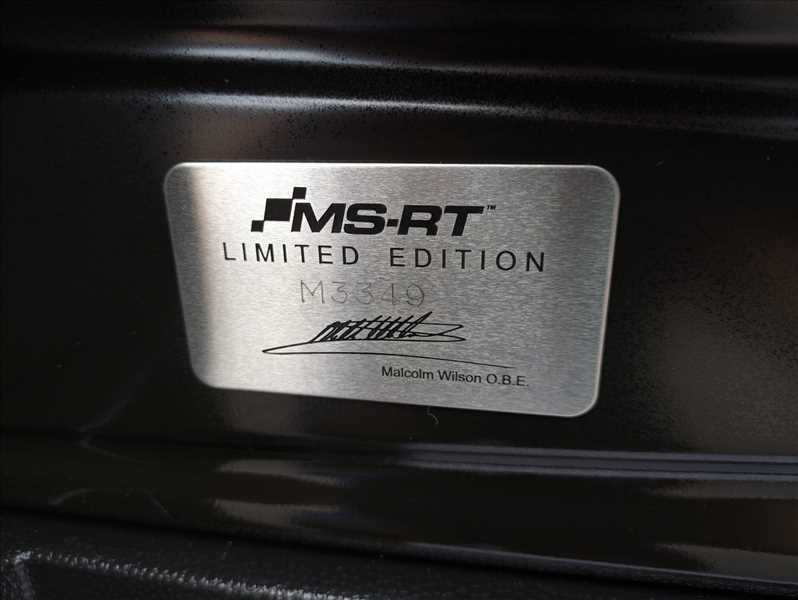 MS-RT™
LIMITED EDITION
M3349
Malcolm Wilson O.B.E.